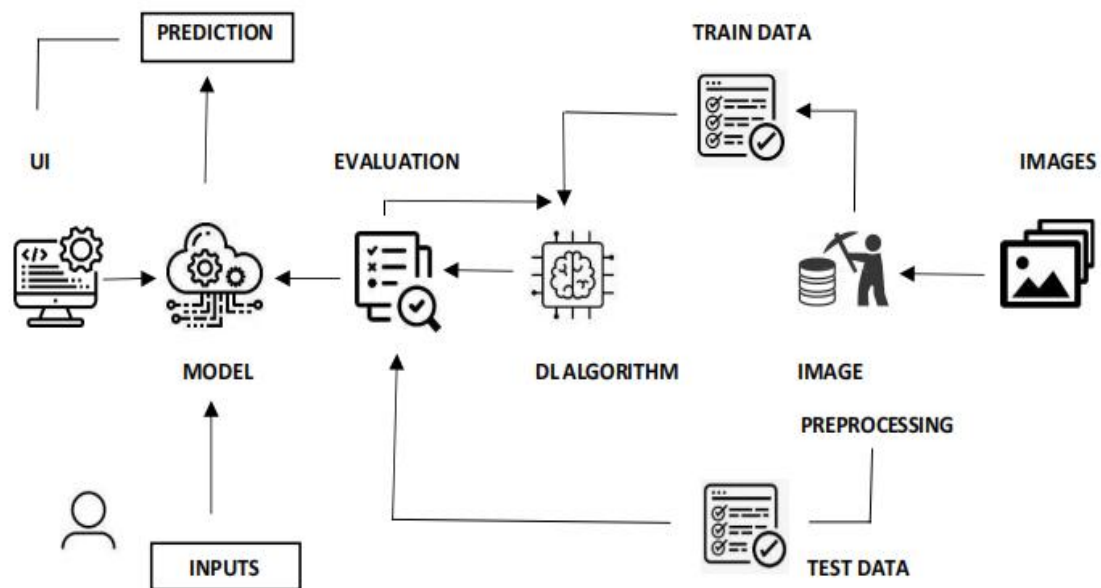 PREDICTION
TRAIN DATA
UI
EVALUATION
IMAGES
</>
MODEL
DL ALGORITHM
IMAGE
PREPROCESSING
INPUTS
TEST DATA